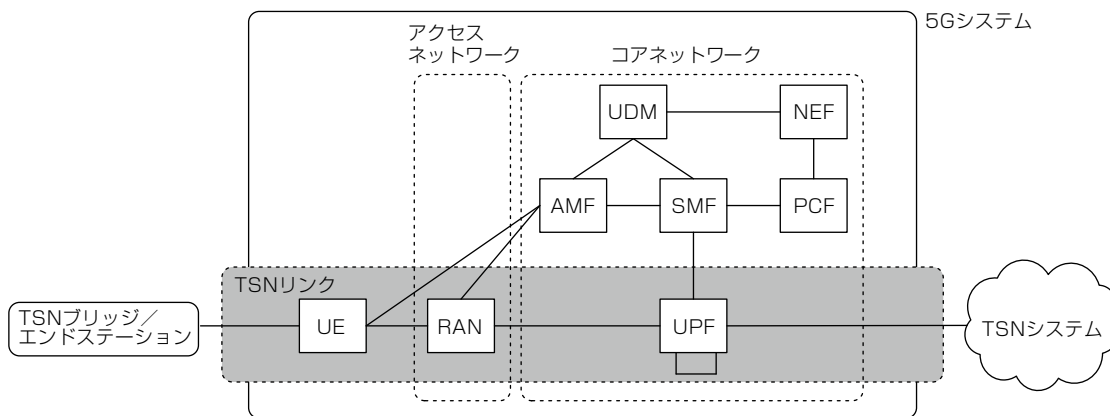 5Gシステム
アクセス
ネットワーク
コアネットワーク
UDM
NEF
AMF
SMF
PCF
TSNリンク
TSNブリッジ／
エンドステーション
UE
RAN
UPF
TSNシステム